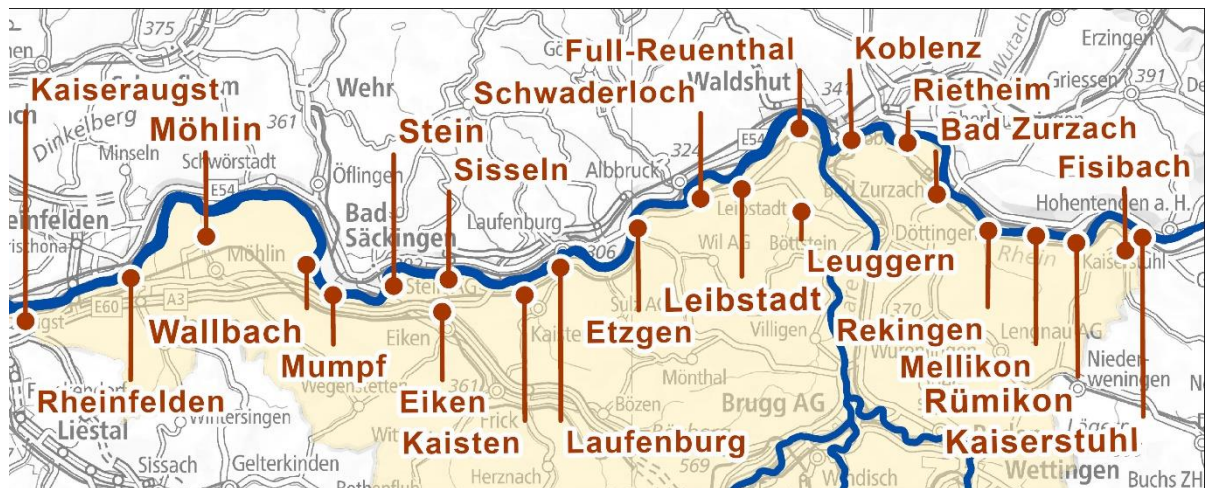 375
Erzingen
Full-Reuenthal
Koblenz
Wutach
Griessen
391
Kaiseraugst
Wehr
Waldshut
341
Schwaderloch
Rietheim
Dinkelberg
Möhlin
361
Stein
E54
Bad Zurzach
Minseln
Schwörstadt
324
Sisseln
Albbruck
Fisibach
Öflingen
E54
Bad Zurzach
Hohentengen a. H.
einfelden
Bad
Säckingen
Laufenburg
Leibstadt
306
Wil AG
Böttstein
Döttingen
Rhein
Möhlin
Leuggern
Kaiserstuhl
E60
A3
Wallbach
Etzgen
Leibstadt
Rekingen
370
Lengnau AG
Eiken
Villigen
Mellikon
Nieder-
weningen
Mumpf
Mönthal
Wegenstetten
361
Rheinfelden
Eiken
Bözen
Brugg AG
Rümikon
Frick
Wintersingen
Liestal
Kaisten
Laufenburg
Kaiserstuhl
569
Sissach
Gelterkinden
Herznach
Windisch
Wettingen
Buchs ZH